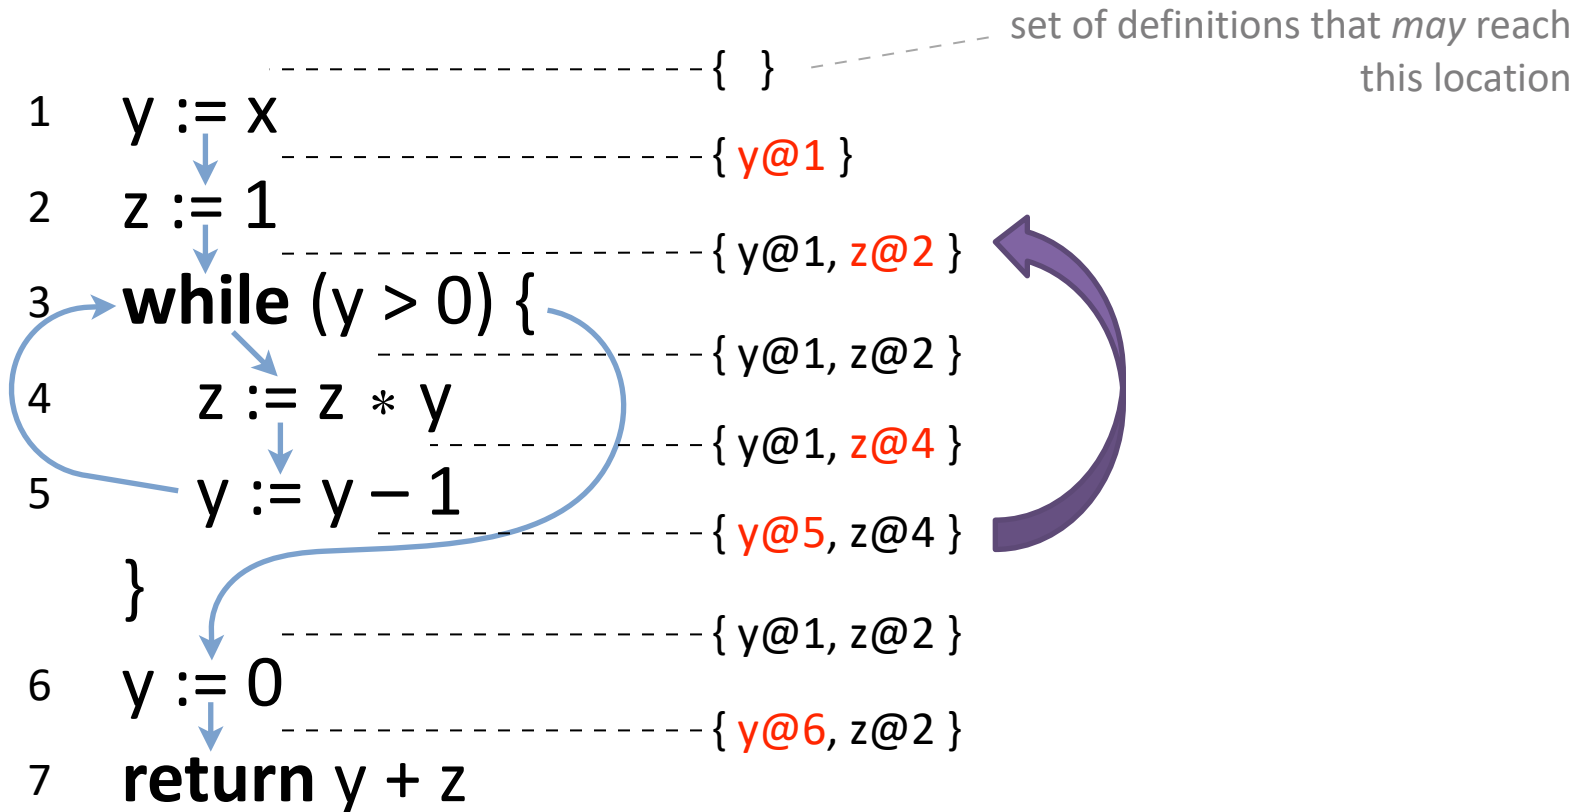 set of definitions that may reach
this location
{ }
1 y := x
{ y@1 }
2 z := 1
{ y@1, z@2 }
3 while (y > 0) {
{ y@1, z@2 }
4 z := z * y
{ y@1, z@4 }
5 y := y – 1
{ y@5, z@4 }
}
{ y@1, z@2 }
6 y := 0
{ y@6, z@2 }
7 return y + z